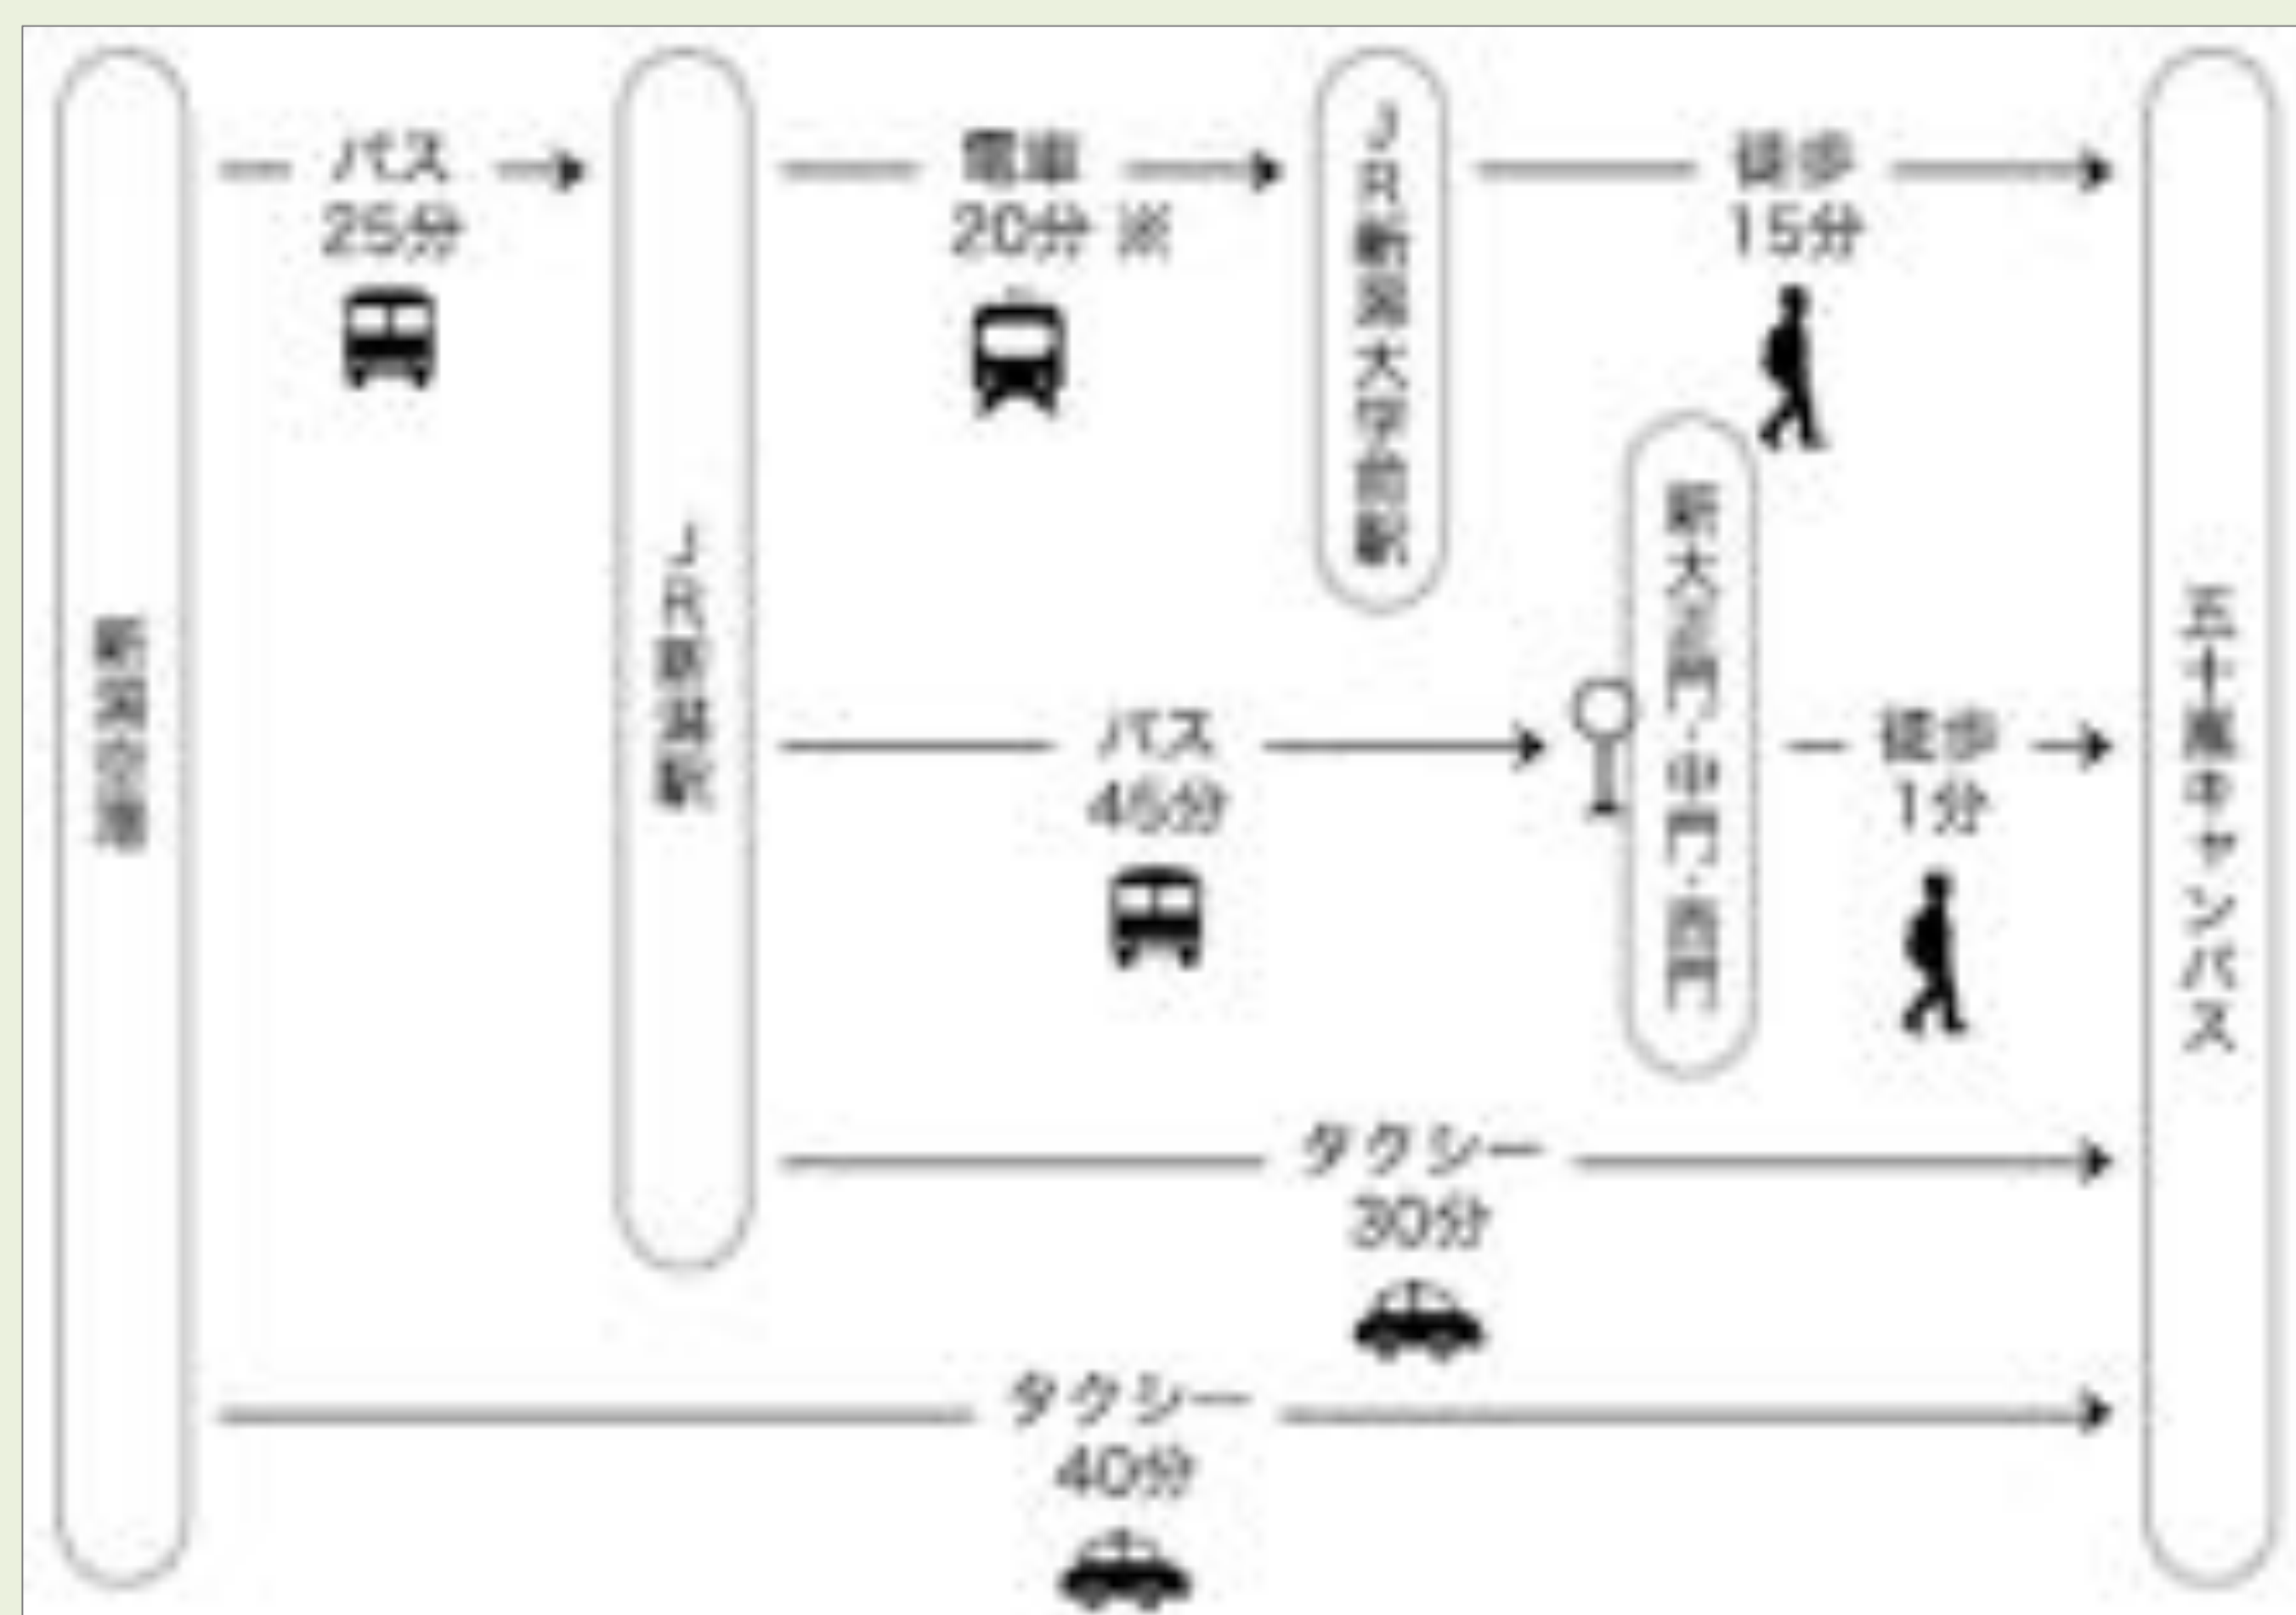 新潟空港
バス
25分
JR新潟駅
電車
20分 ※
JR新潟大学前駅
徒歩
15分
バス
45分
新大正門・中門・西門
徒歩
1分
タクシー
30分
タクシー
40分
五十嵐キャンパス